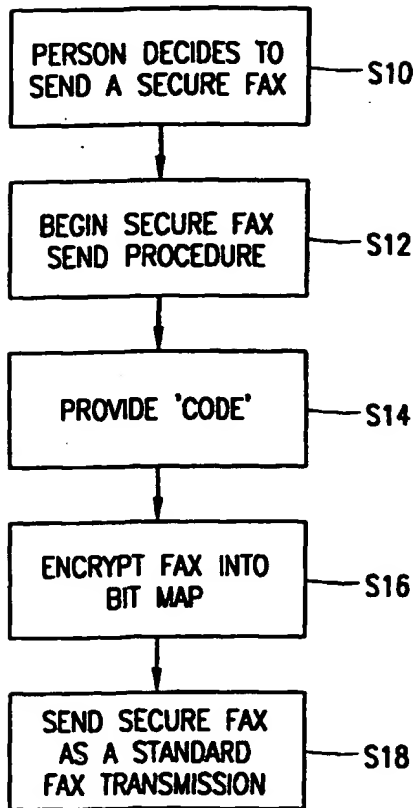 PERSON DECIDES TO
SEND A SECURE FAX
S10
BEGIN SECURE FAX
SEND PROCEDURE
S12
PROVIDE 'CODE'
S14
ENCRYPT FAX INTO
BIT MAP
S16
SEND SECURE FAX
AS A STANDARD
FAX TRANSMISSION
S18